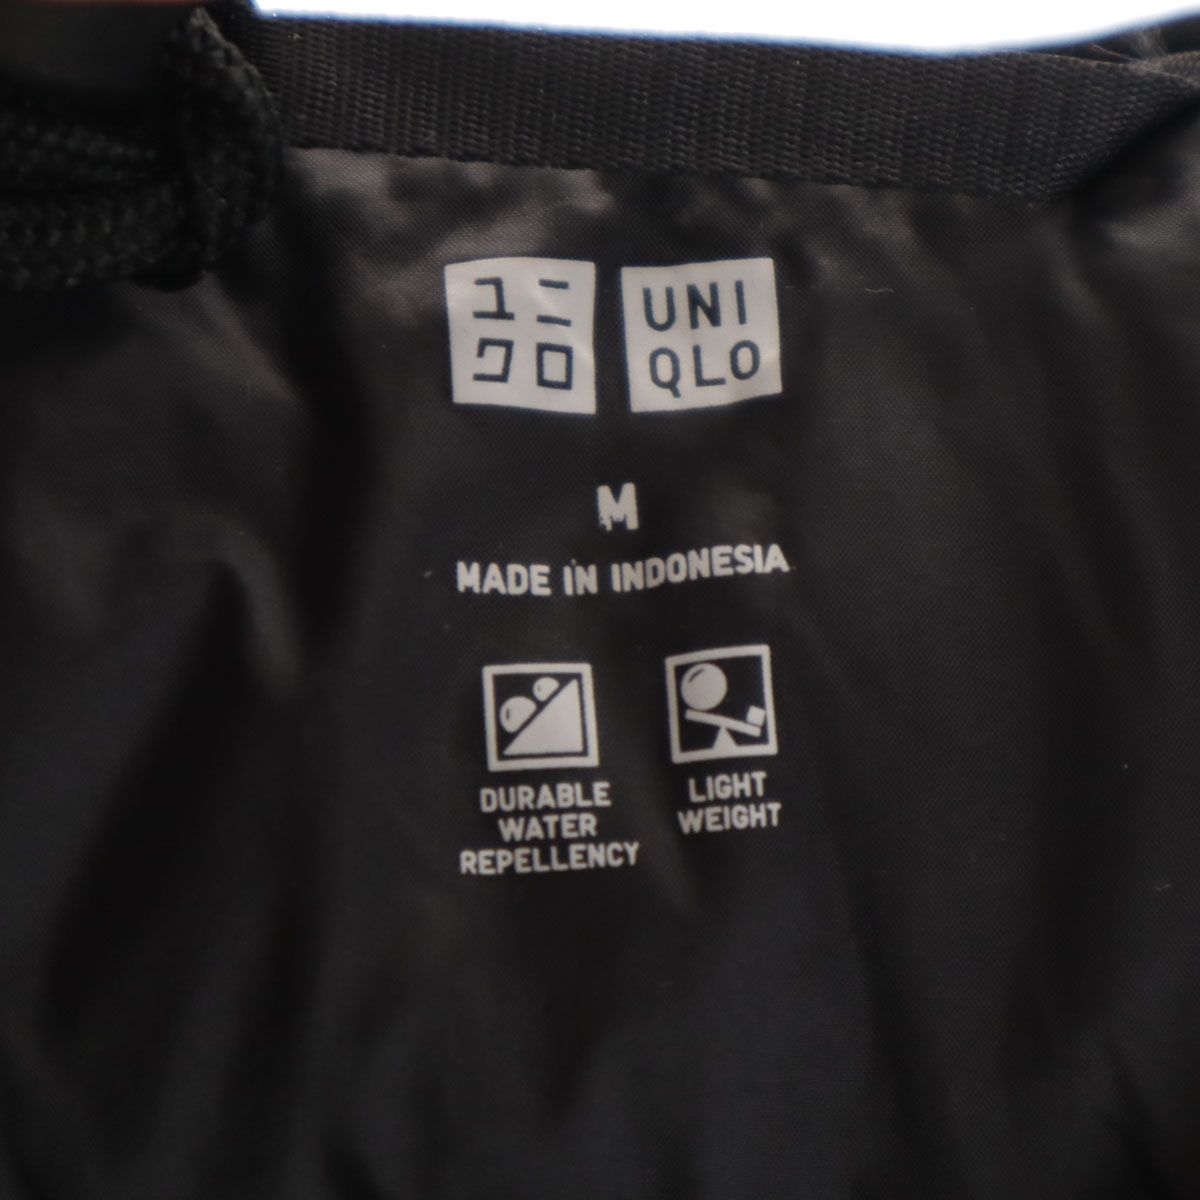 ユニ
クロ
UNI
QLO
M
MADE IN INDONESIA
DURABLE
WATER
REPELLENCY
LIGHT
WEIGHT